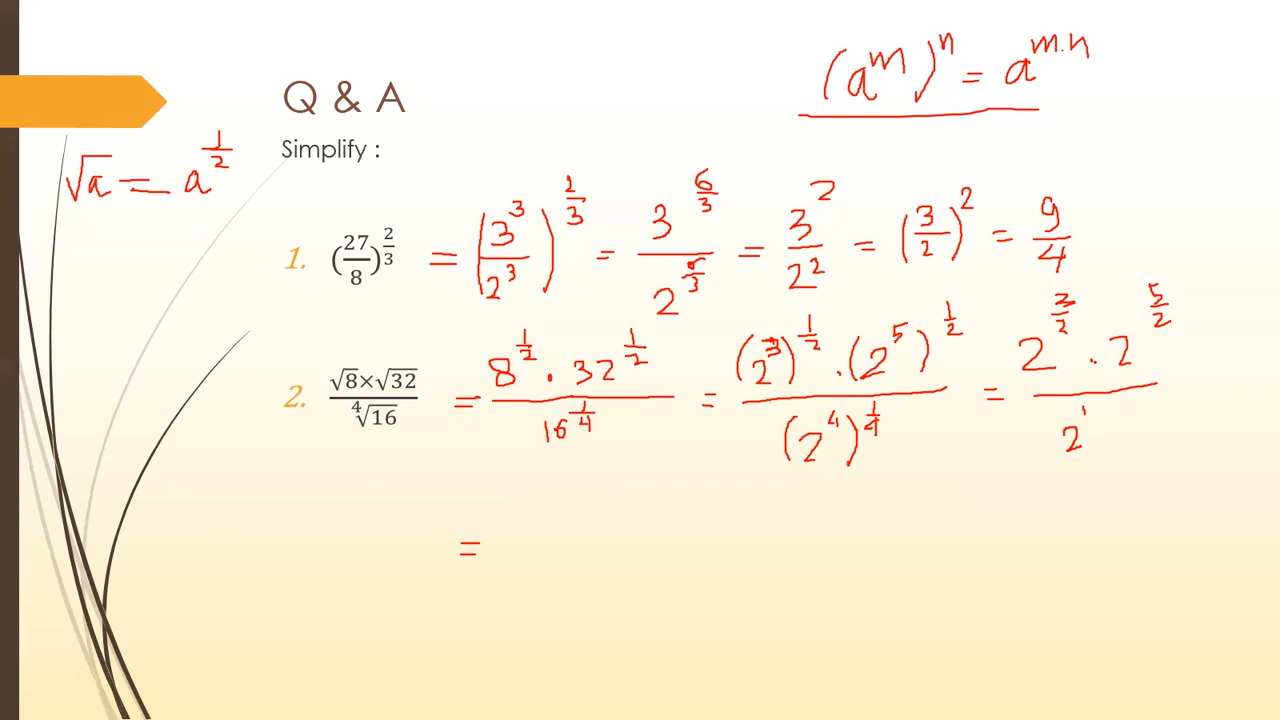 (a^m)^n = a^{m.n}
Q & A
Simplify :
√a = a^{1/2}
1. (27/8)^{2/3} = (3^3/2^3)^{2/3} = 3^{6/3}/2^{6/3} = 3^2/2^2 = (3/2)^2 = 9/4
2. √8×√32/∜16 = 8^{1/2} · 32^{1/2}/16^{1/4} = (2^3)^{1/2} . (2^5)^{1/2}/(2^4)^{1/4} = 2^{3/2} . 2^{5/2}/2^1
=